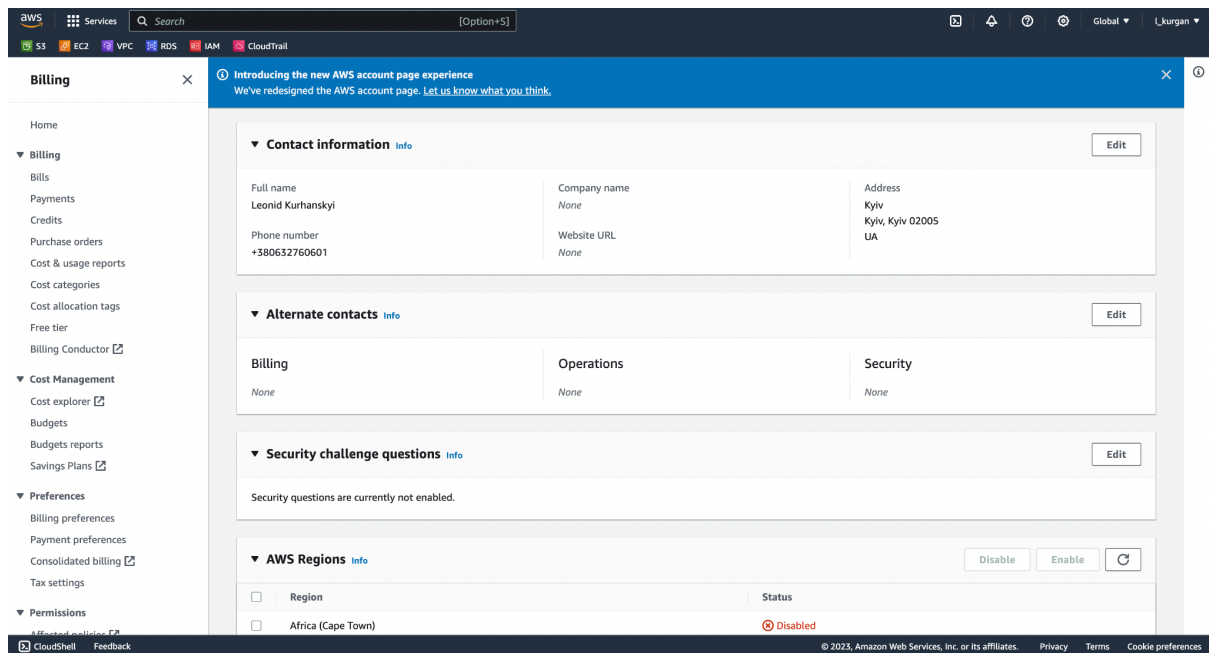 aws
Services
Search [Option+S]
Global
l_kurgan
S3 EC2 VPC RDS IAM CloudTrail
Billing
Introducing the new AWS account page experience
We've redesigned the AWS account page. Let us know what you think.
Home
Billing
Bills
Payments
Credits
Purchase orders
Cost & usage reports
Cost categories
Cost allocation tags
Free tier
Billing Conductor
Cost Management
Cost explorer
Budgets
Budgets reports
Savings Plans
Preferences
Billing preferences
Payment preferences
Consolidated billing
Tax settings
Permissions
Affected policies
Contact information Info
Edit
Full name
Leonid Kurhanskyi
Phone number
+380632760601
Company name
None
Website URL
None
Address
Kyiv
Kyiv, Kyiv 02005
UA
Alternate contacts Info
Edit
Billing
None
Operations
None
Security
None
Security challenge questions Info
Edit
Security questions are currently not enabled.
AWS Regions Info
Disable
Enable
Region Status
Africa (Cape Town) Disabled
CloudShell Feedback
© 2023, Amazon Web Services, Inc. or its affiliates. Privacy Terms Cookie preferences